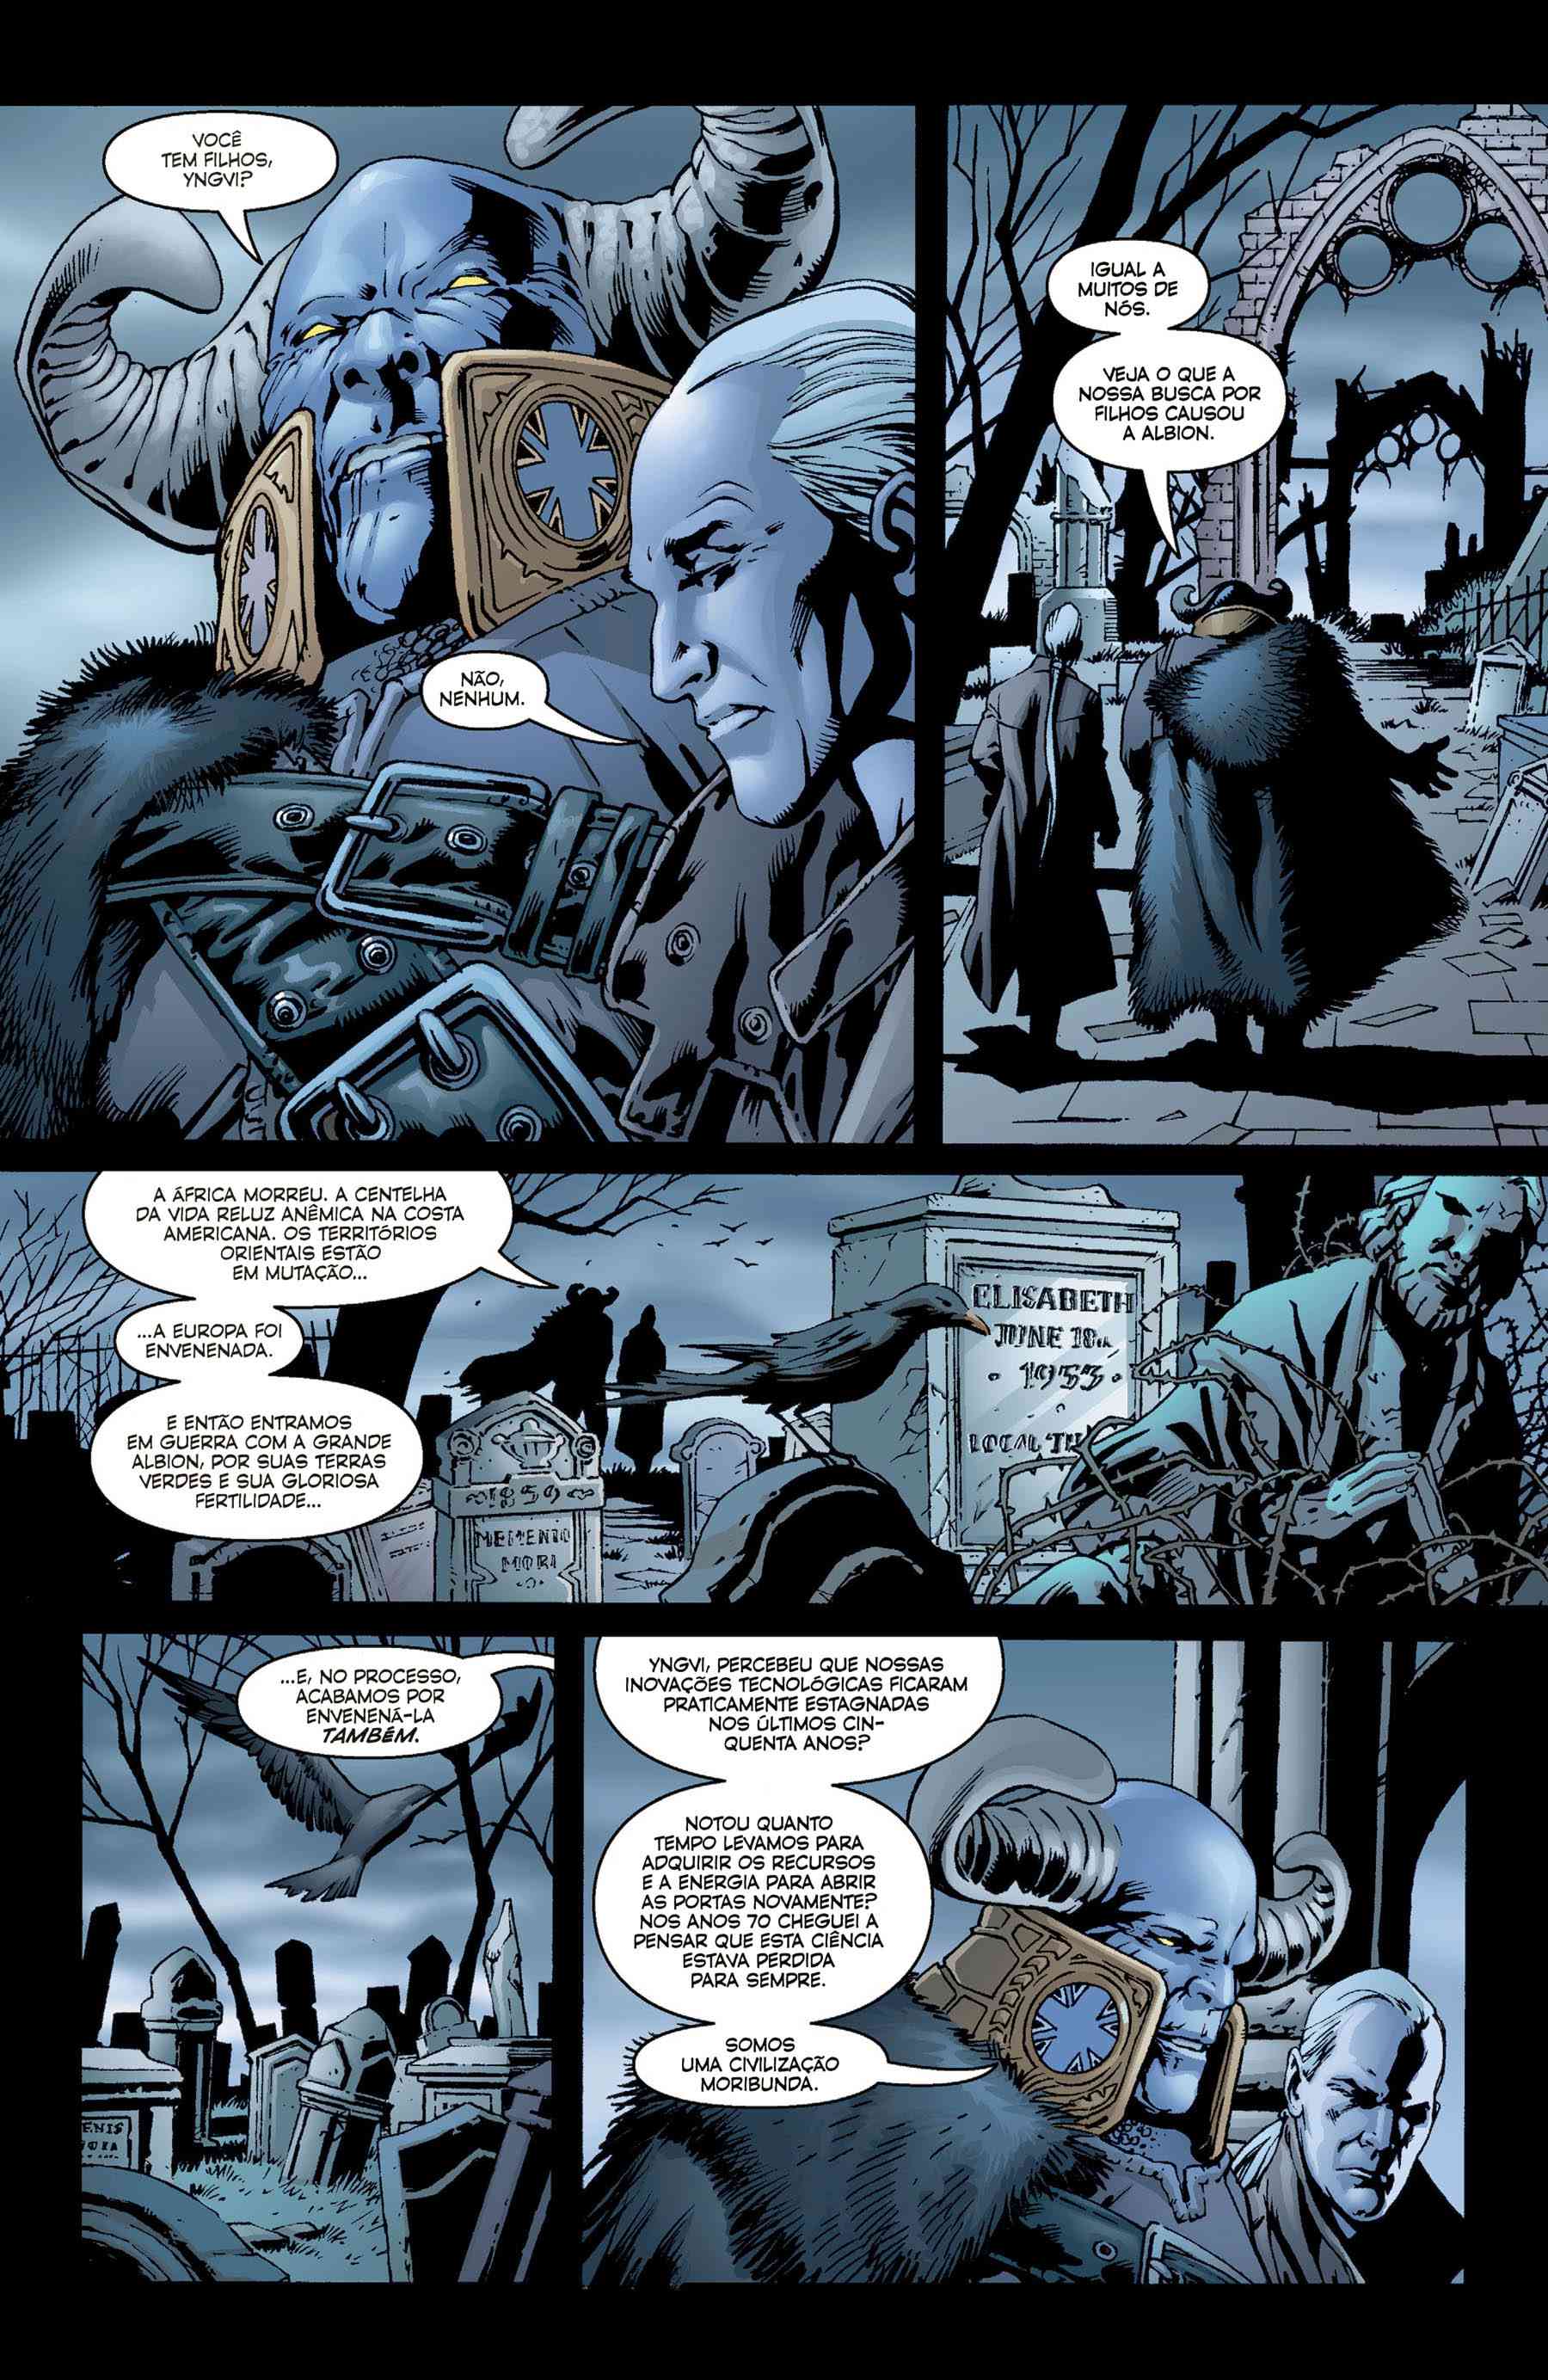 VOCÊ
TEM FILHOS,
YNGVI?
NÃO,
NENHUM.
IGUAL A
MUITOS DE
NÓS.
VEJA O QUE A
NOSSA BUSCA POR
FILHOS CAUSOU
A ALBION.
A ÁFRICA MORREU. A CENTELHA
DA VIDA RELUZ ANÊMICA NA COSTA
AMERICANA. OS TERRITÓRIOS
ORIENTAIS ESTÃO
EM MUTAÇÃO...
...A EUROPA FOI
ENVENENADA.
E ENTÃO ENTRAMOS
EM GUERRA COM A GRANDE
ALBION, POR SUAS TERRAS
VERDES E SUA GLORIOSA
FERTILIDADE...
1859
MEMENTO
MORI
ELISABETH
JUNE 18TH,
· 1953 ·
LOCAL
...E, NO PROCESSO,
ACABAMOS POR
ENVENENÁ-LA
TAMBÉM.
YNGVI, PERCEBEU QUE NOSSAS
INOVAÇÕES TECNOLÓGICAS FICARAM
PRATICAMENTE ESTAGNADAS
NOS ÚLTIMOS CIN-
QUENTA ANOS?
NOTOU QUANTO
TEMPO LEVAMOS PARA
ADQUIRIR OS RECURSOS
E A ENERGIA PARA ABRIR
AS PORTAS NOVAMENTE?
NOS ANOS 70 CHEGUEI A
PENSAR QUE ESTA CIÊNCIA
ESTAVA PERDIDA
PARA SEMPRE.
SOMOS
UMA CIVILIZAÇÃO
MORIBUNDA.